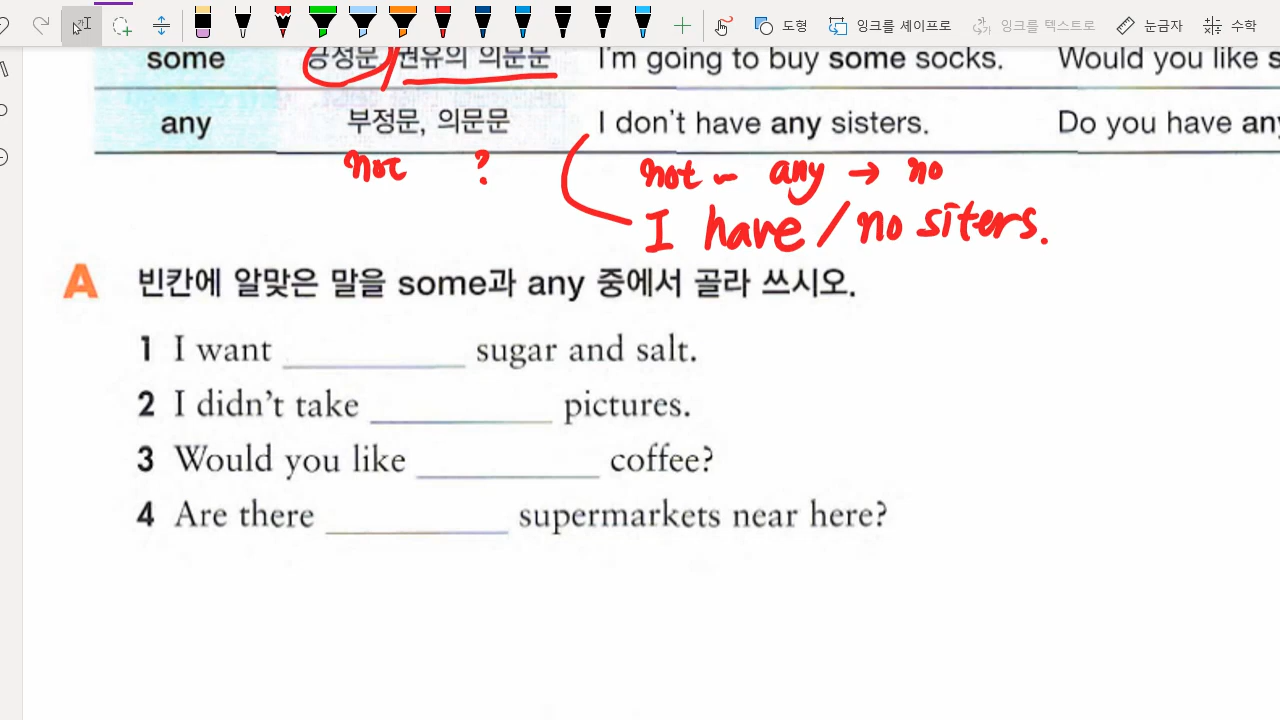 도형 잉크를 셰이프로 잉크를 텍스트로 눈금자 수학
some 긍정문, 권유의 의문문 I'm going to buy some socks. Would you like s
any 부정문, 의문문 I don't have any sisters. Do you have any
not ? not ~ any → no
I have / no siters.
A 빈칸에 알맞은 말을 some과 any 중에서 골라 쓰시오.
1 I want __________ sugar and salt.
2 I didn't take __________ pictures.
3 Would you like __________ coffee?
4 Are there __________ supermarkets near here?